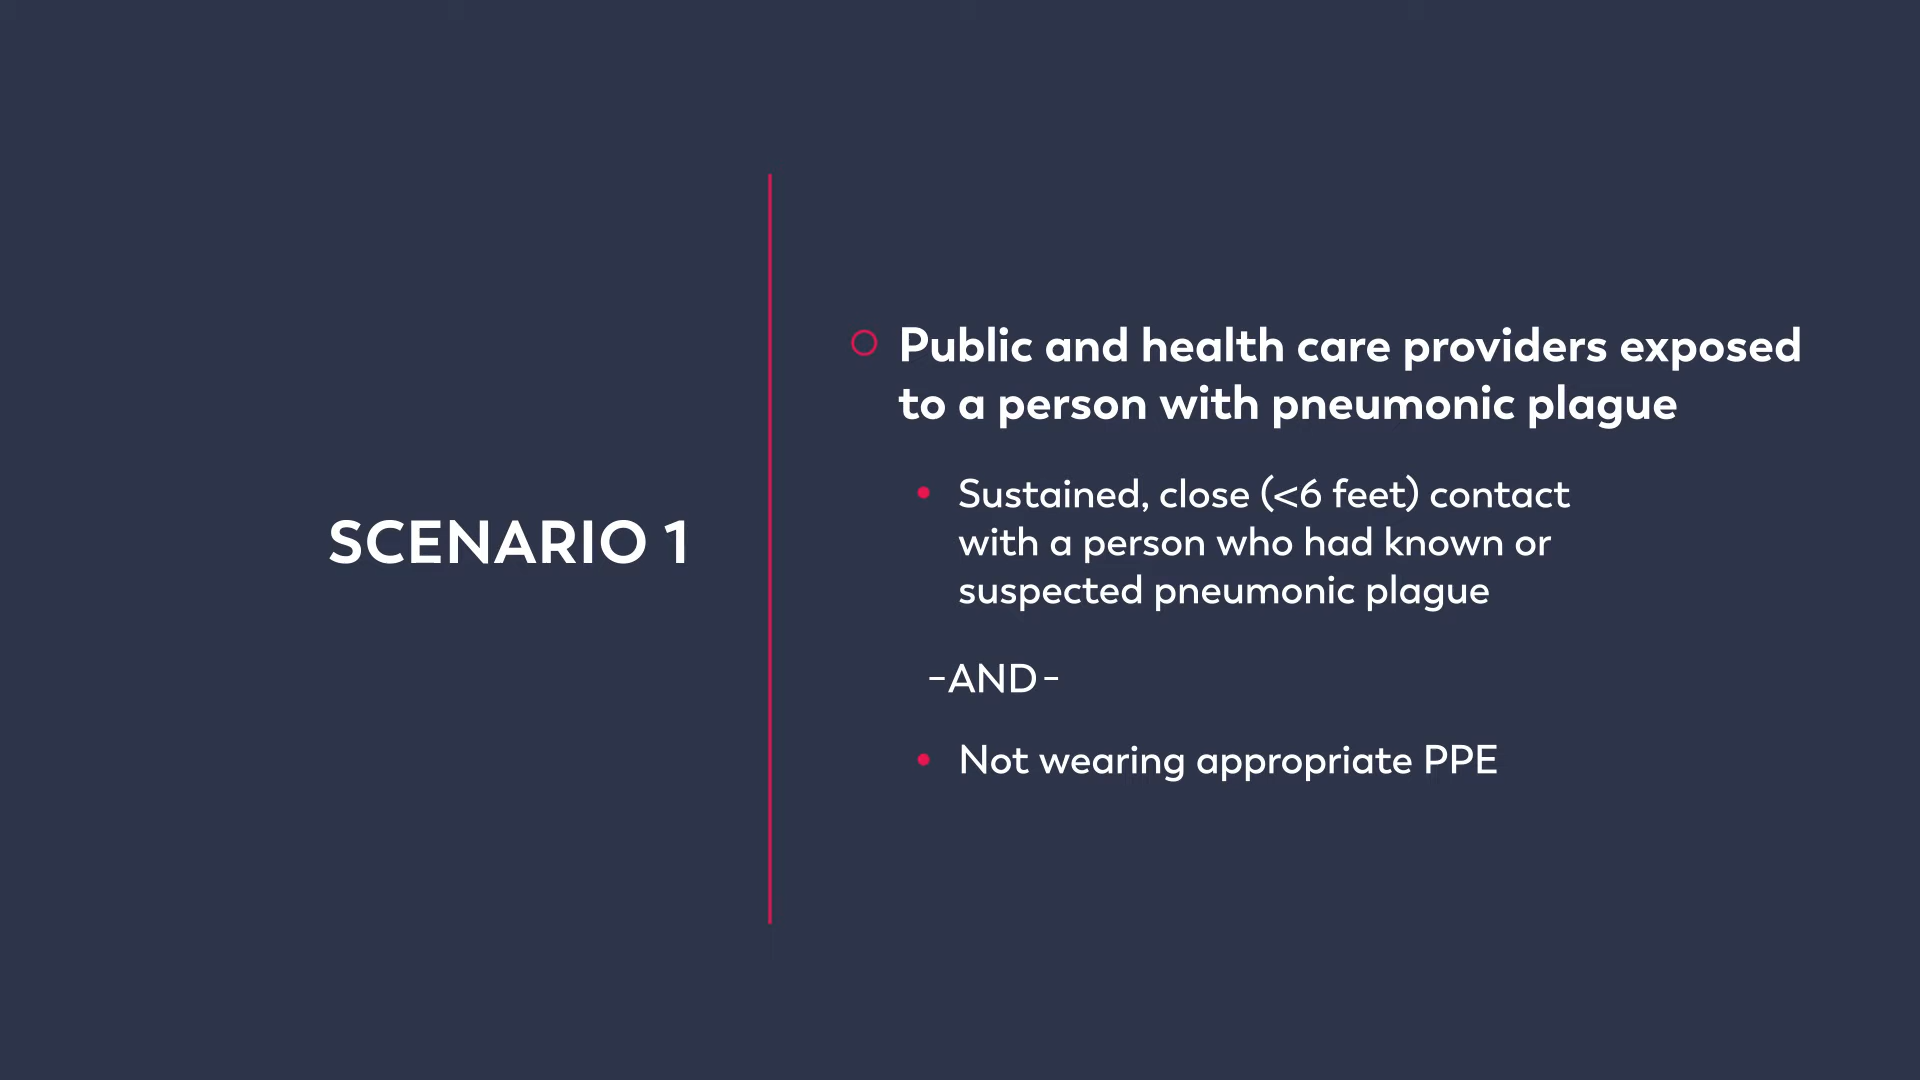 SCENARIO 1
Public and health care providers exposed
to a person with pneumonic plague
Sustained, close (<6 feet) contact
with a person who had known or
suspected pneumonic plague
-AND-
Not wearing appropriate PPE